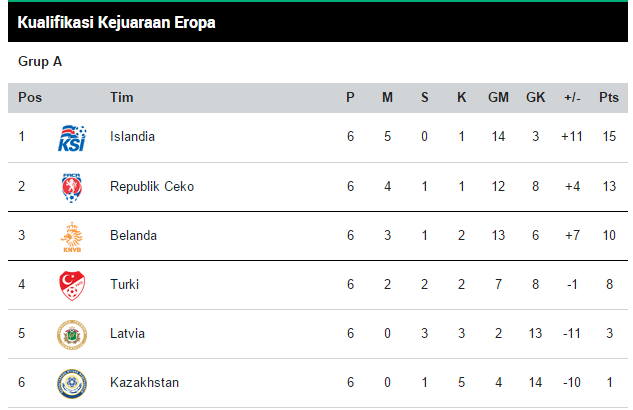 Kualifikasi Kejuaraan Eropa
Grup A
Pos Tim P M S K GM GK +/- Pts
1 KSÍ Islandia 6 5 0 1 14 3 +11 15
2 FACR Republik Ceko 6 4 1 1 12 8 +4 13
3 KNVB Belanda 6 3 1 2 13 6 +7 10
4 Turki 6 2 2 2 7 8 -1 8
5 Latvia 6 0 3 3 2 13 -11 3
6 Kazakhstan 6 0 1 5 4 14 -10 1